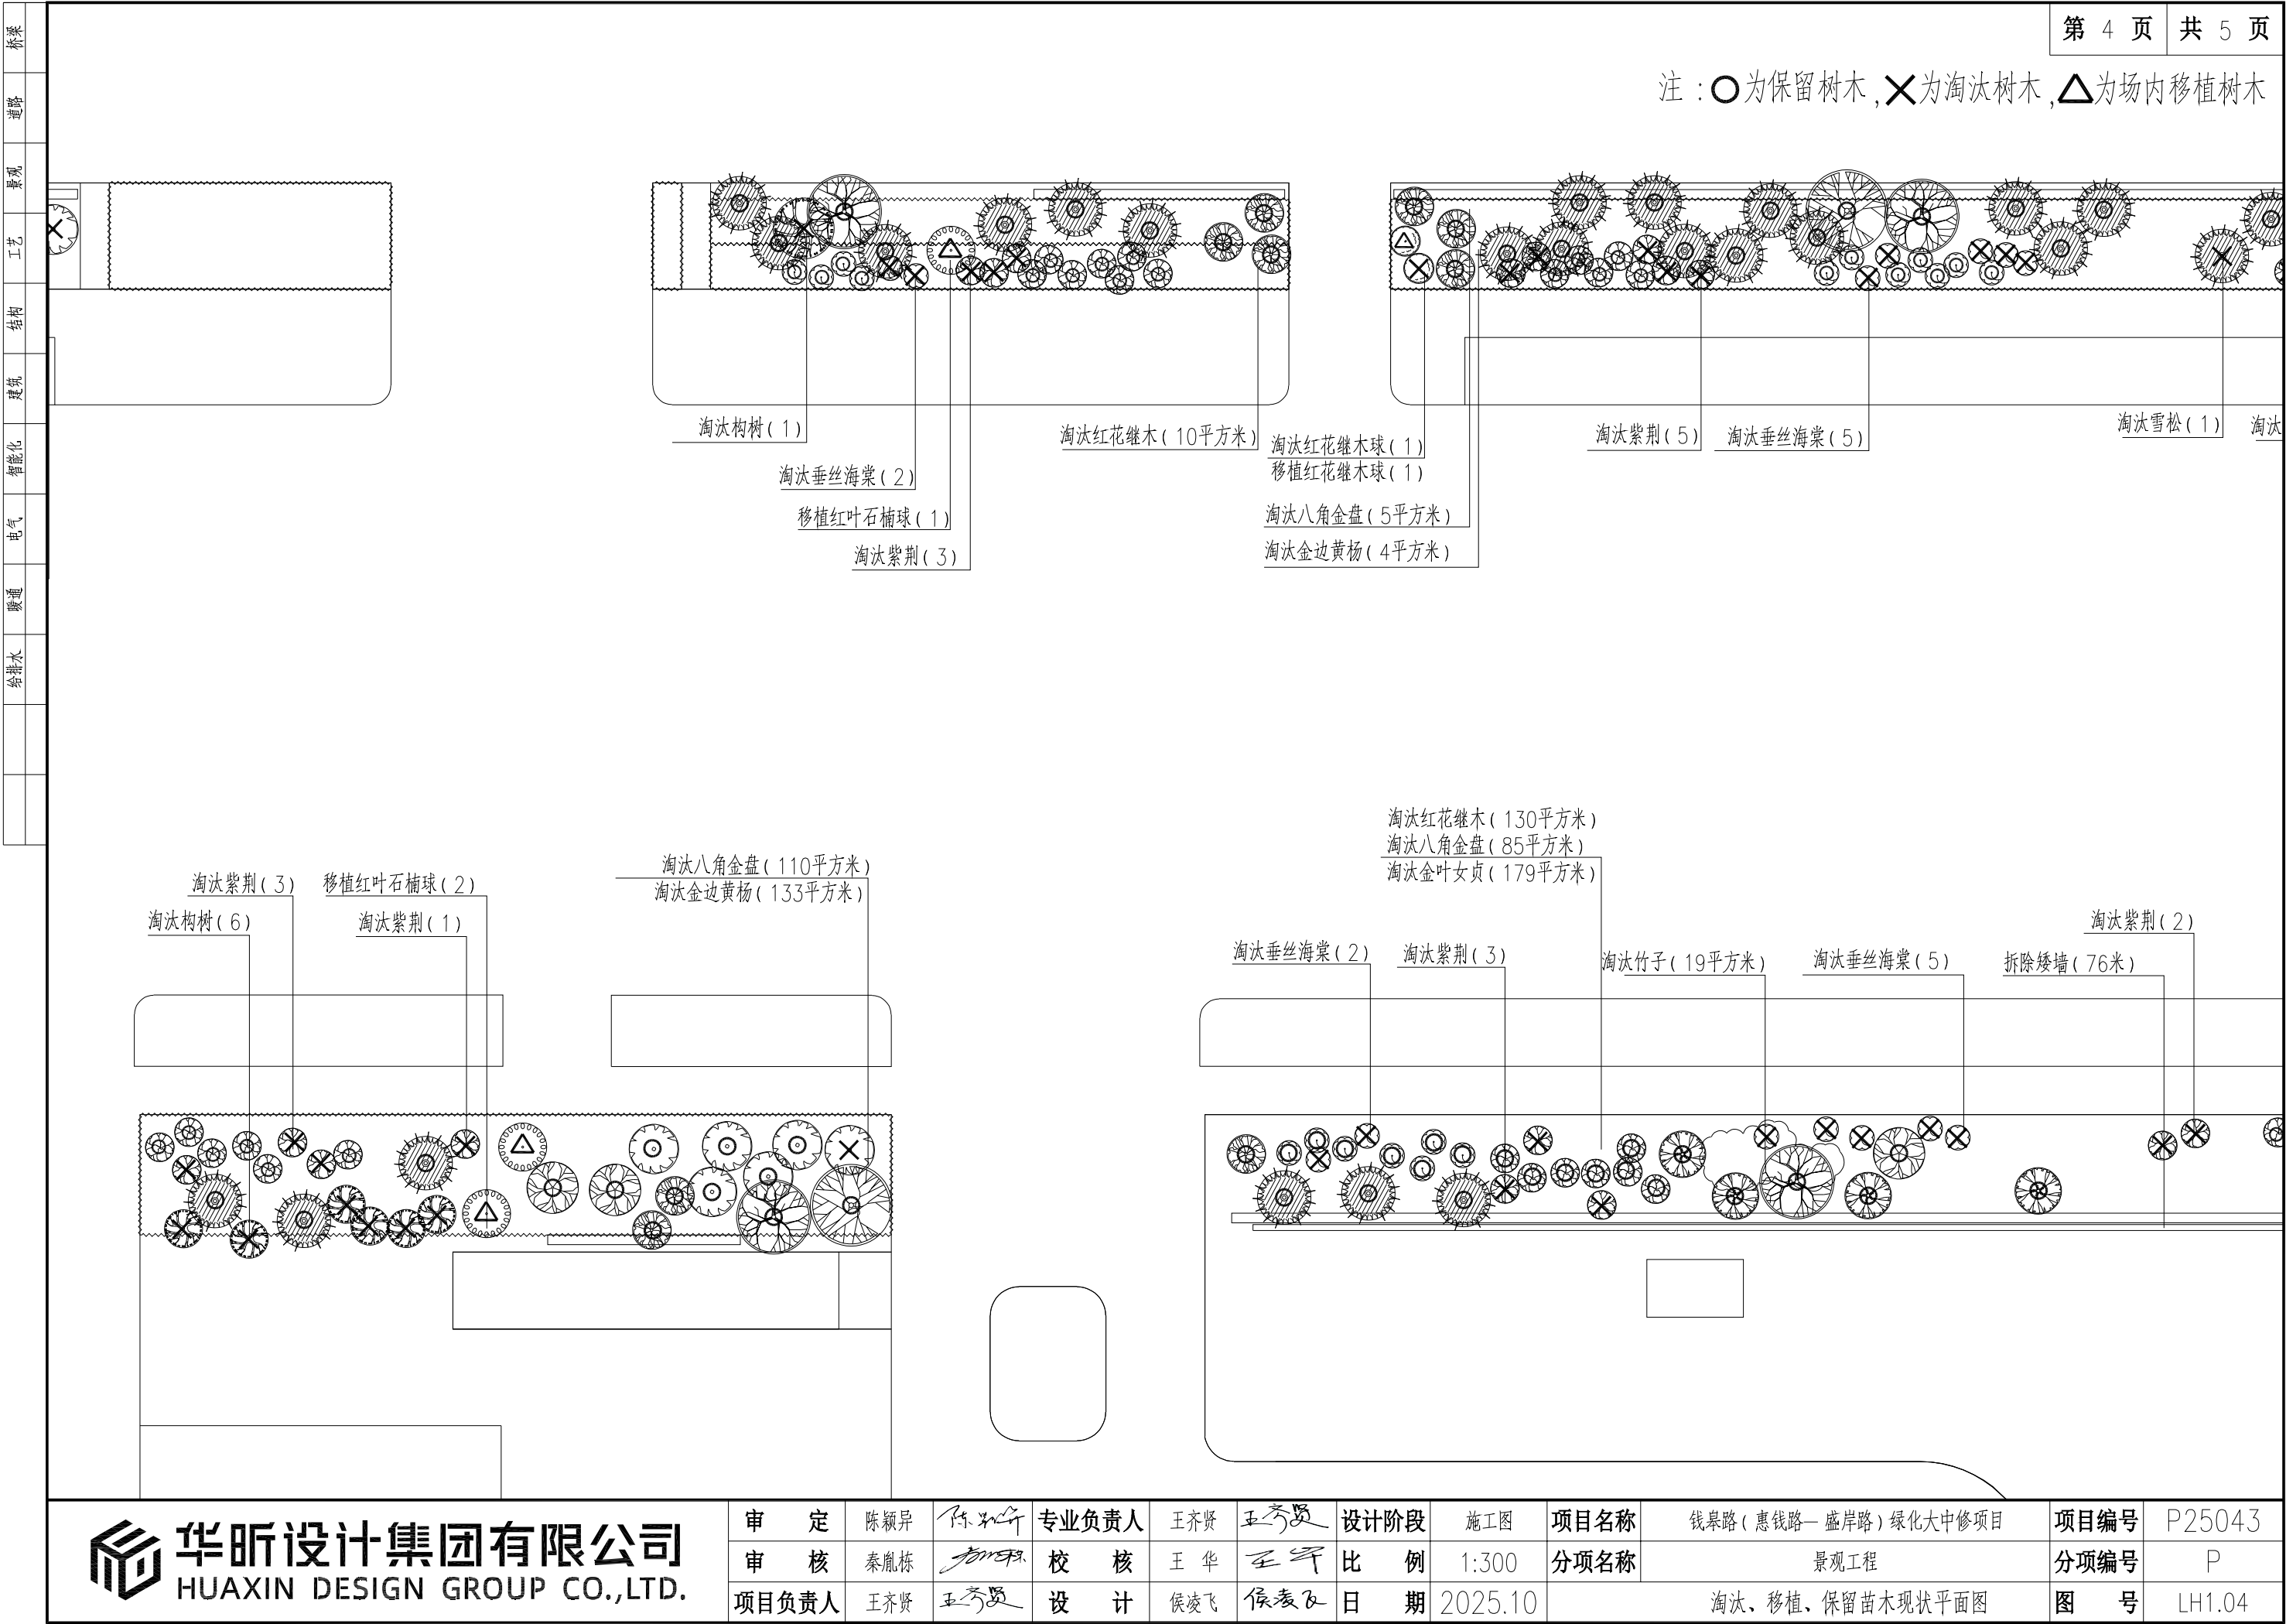 第 4 页 共 5 页
注：为保留树木，为淘汰树木，为场内移植树木
桥梁
道路
景观
工艺
结构
建筑
智能化
电气
暖通
给排水
淘汰构树(1)
淘汰垂丝海棠(2)
移植红叶石楠球(1)
淘汰紫荆(3)
淘汰红花继木(10平方米)
淘汰红花继木球(1)
移植红花继木球(1)
淘汰八角金盘(5平方米)
淘汰金边黄杨(4平方米)
淘汰紫荆(5)
淘汰垂丝海棠(5)
淘汰雪松(1)
淘汰
淘汰紫荆(3)
淘汰构树(6)
移植红叶石楠球(2)
淘汰紫荆(1)
淘汰八角金盘(110平方米)
淘汰金边黄杨(133平方米)
淘汰红花继木(130平方米)
淘汰八角金盘(85平方米)
淘汰金叶女贞(179平方米)
淘汰垂丝海棠(2)
淘汰紫荆(3)
淘汰竹子(19平方米)
淘汰垂丝海棠(5)
淘汰紫荆(2)
拆除矮墙(76米)
华昕设计集团有限公司
HUAXIN DESIGN GROUP CO.,LTD.
审 定 陈颖异 专业负责人 王齐贤 王齐贤 设计阶段 施工图 项目名称 钱皋路(惠钱路—盛岸路)绿化大中修项目 项目编号 P25043
审 核 秦胤栋 校 核 王 华 比 例 1:300 分项名称 景观工程 分项编号 P
项目负责人 王齐贤 王齐贤 设 计 侯凌飞 侯凌飞 日 期 2025.10 淘汰、移植、保留苗木现状平面图 图 号 LH1.04